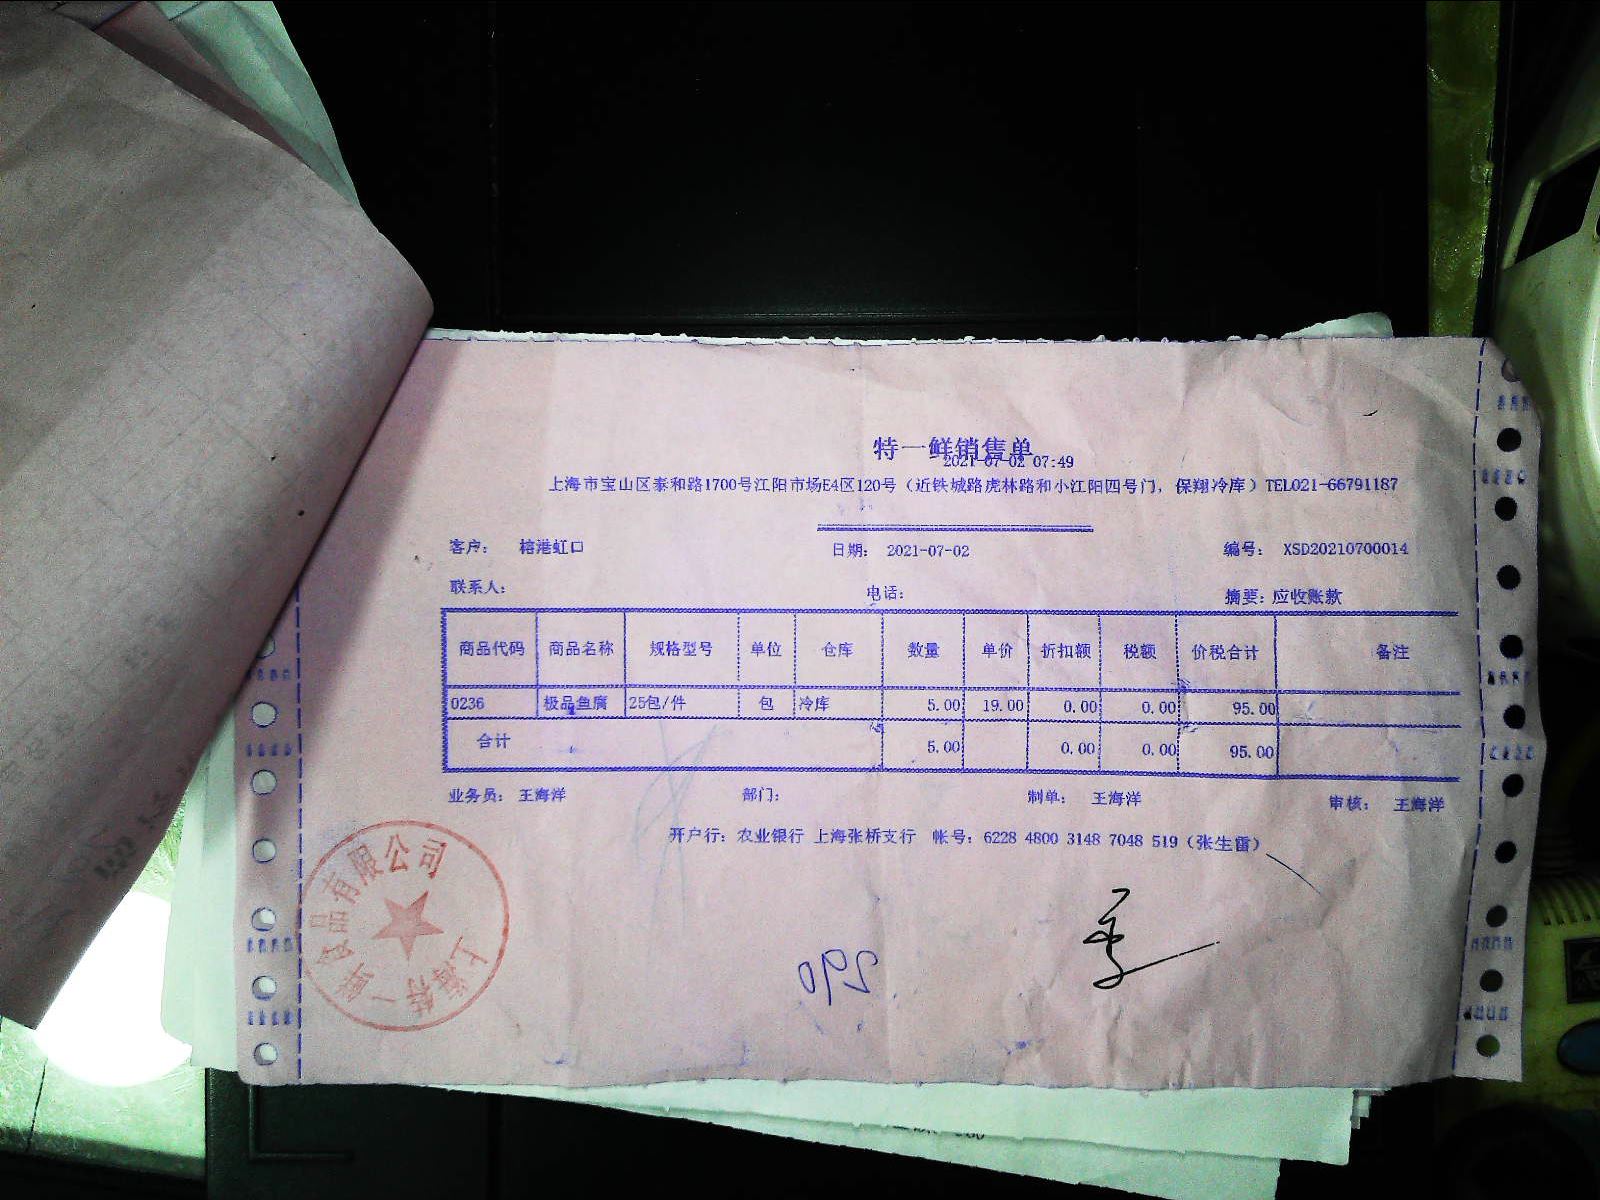 特一鲜销售单
2021-07-02 07:49
上海市宝山区泰和路1700号江阳市场E4区120号（近铁城路虎林路和小江阳四号门，保翔冷库）TEL021-66791187
客户： 榕港虹口 日期： 2021-07-02 编号： XSD20210700014
联系人： 电话： 摘要：应收账款
商品代码 商品名称 规格型号 单位 仓库 数量 单价 折扣额 税额 价税合计 备注
0236 极品鱼腐 25包/件 包 冷库 5.00 19.00 0.00 0.00 95.00
合计 5.00 0.00 0.00 95.00
业务员： 王海洋 部门： 制单： 王海洋 审核： 王海洋
开户行：农业银行 上海张桥支行 帐号：6228 4800 3148 7048 519（张生雷）
上海特一鲜食品有限公司
290